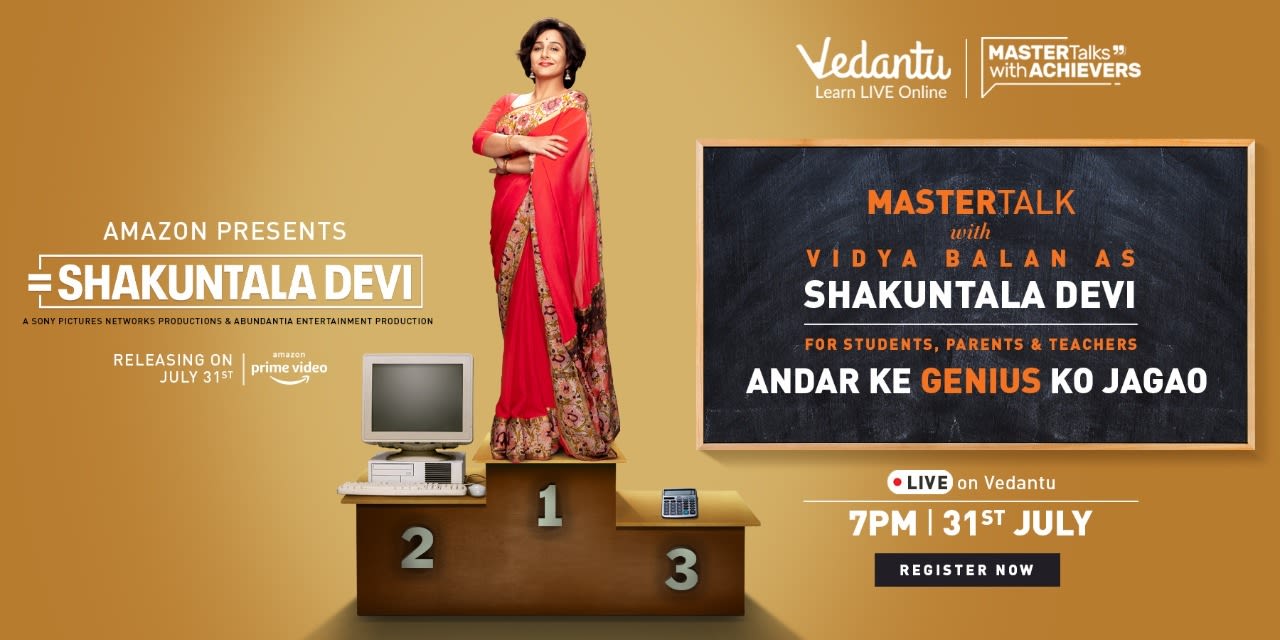 AMAZON PRESENTS
=SHAKUNTALA DEVI
A SONY PICTURES NETWORKS PRODUCTIONS & ABUNDANTIA ENTERTAINMENT PRODUCTION
RELEASING ON
JULY 31ST
amazon
prime video
2
1
3
Vedantu
Learn LIVE Online
MASTERTalks”
with ACHIEVERS
MASTERTALK
with
VIDYA BALAN AS
SHAKUNTALA DEVI
FOR STUDENTS, PARENTS & TEACHERS
ANDAR KE GENIUS KO JAGAO
LIVE on Vedantu
7PM | 31ST JULY
REGISTER NOW